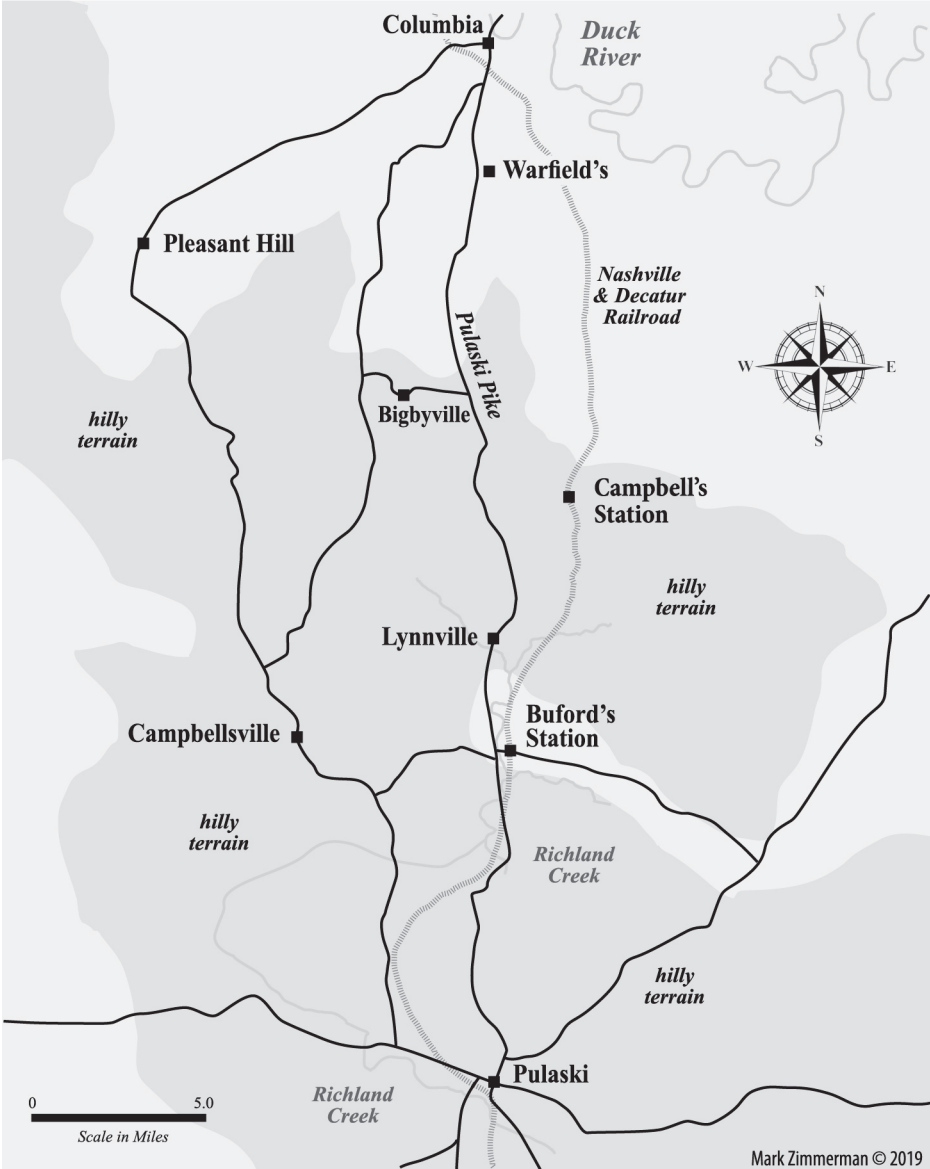 Columbia
Duck
River
Warfield's
Pleasant Hill
Nashville
& Decatur
Railroad
N
W
E
S
Pulaski Pike
Bigbyville
hilly
terrain
Campbell's
Station
hilly
terrain
Lynnville
Buford's
Station
Campbellsville
hilly
terrain
Richland
Creek
hilly
terrain
Pulaski
Richland
Creek
0
5.0
Scale in Miles
Mark Zimmerman © 2019